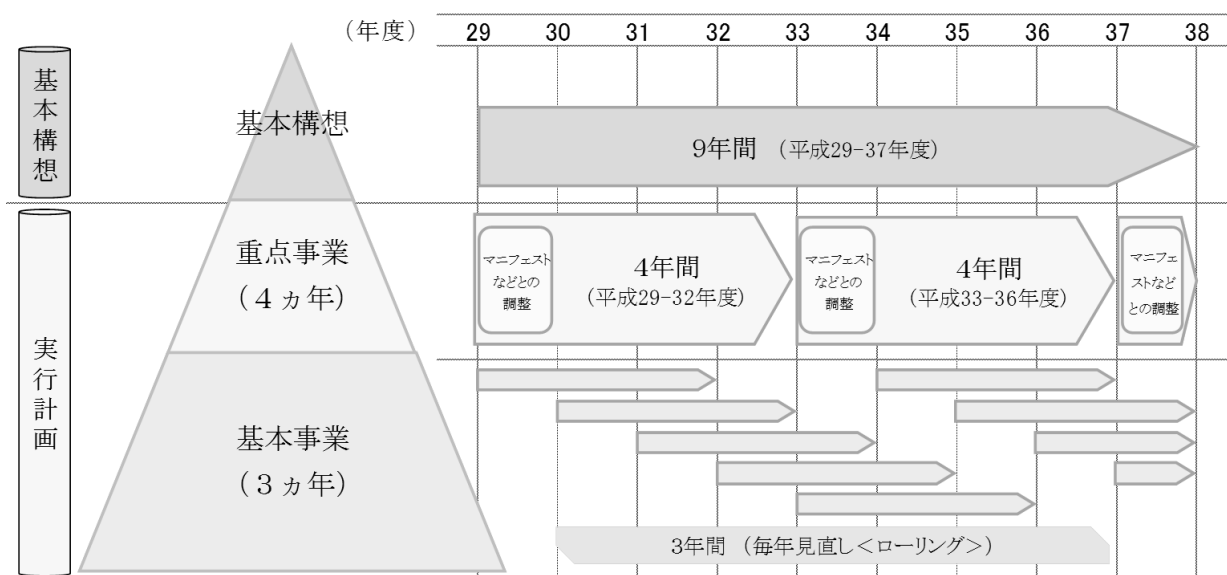 （年度）
29 30 31 32 33 34 35 36 37 38
基本構想
基本構想
9年間 （平成29-37年度）
実行計画
重点事業
（４ヵ年）
マニフェスト
などとの
調整
4年間
（平成29-32年度）
マニフェスト
などとの
調整
4年間
（平成33-36年度）
マニフェ
ストなど
との調整
基本事業
（３ヵ年）
3年間 （毎年見直し＜ローリング＞）